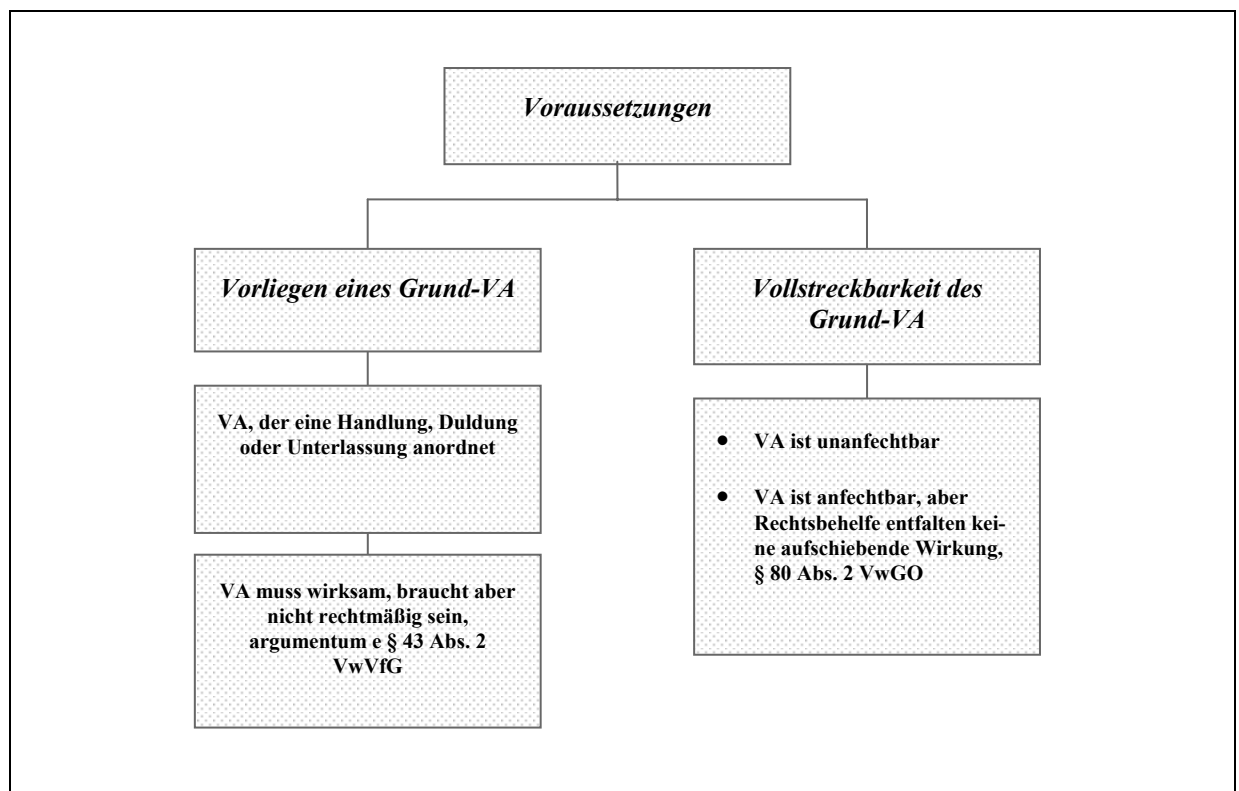 Voraussetzungen
Vorliegen eines Grund-VA
VA, der eine Handlung, Duldung
oder Unterlassung anordnet
VA muss wirksam, braucht aber
nicht rechtmäßig sein,
argumentum e § 43 Abs. 2
VwVfG
Vollstreckbarkeit des
Grund-VA
• VA ist unanfechtbar
• VA ist anfechtbar, aber
Rechtsbehelfe entfalten kei-
ne aufschiebende Wirkung,
§ 80 Abs. 2 VwGO